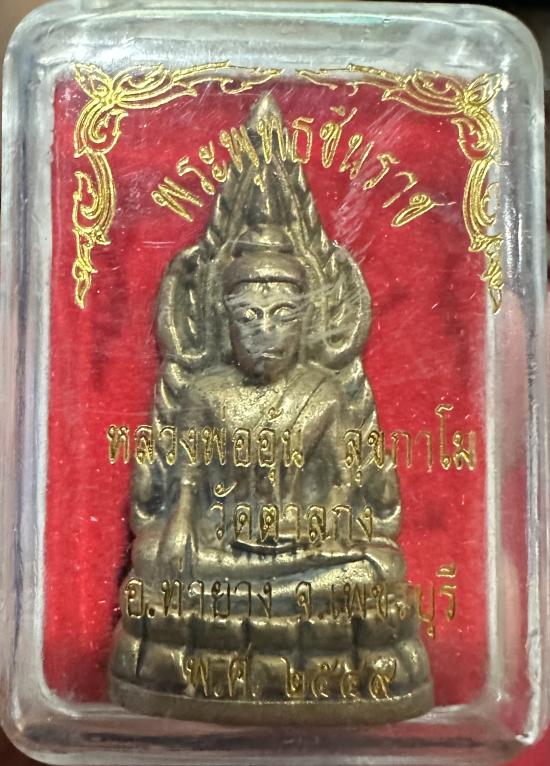 พระพุทธชินราช
หลวงพ่ออุ้น สุขกาโม
วัดตาลกง
อ.ท่ายาง จ.เพชรบุรี
พ.ศ. ๒๕๔๙